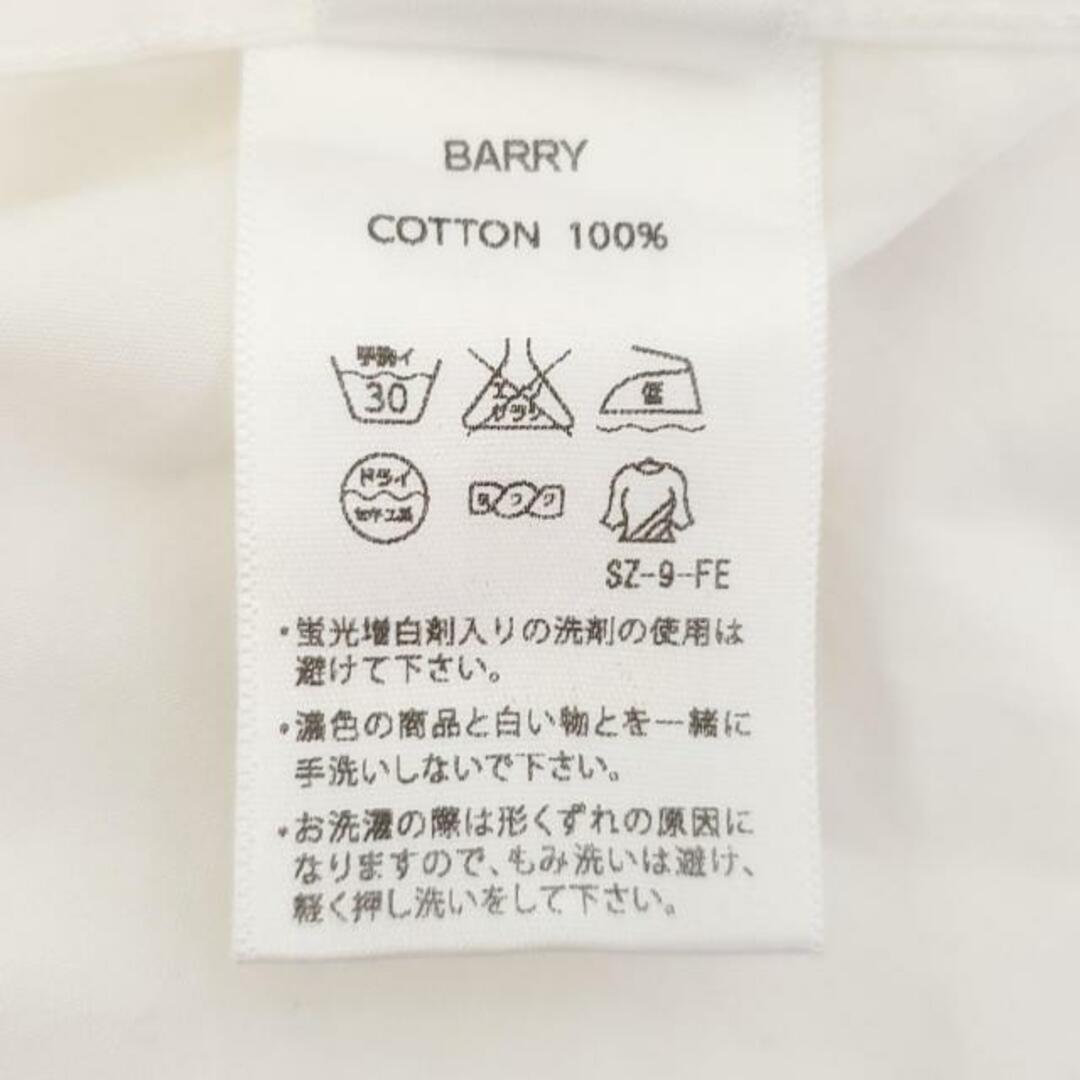 BARRY
COTTON 100%
手洗イ
30
エンソ
サラシ
低
ドライ
セキユ系
ヨワク
SZ-9-FE
・蛍光増白剤入りの洗剤の使用は
避けて下さい。
・濃色の商品と白い物とを一緒に
手洗いしないで下さい。
・お洗濯の際は形くずれの原因に
なりますので、もみ洗いは避け、
軽く押し洗いをして下さい。